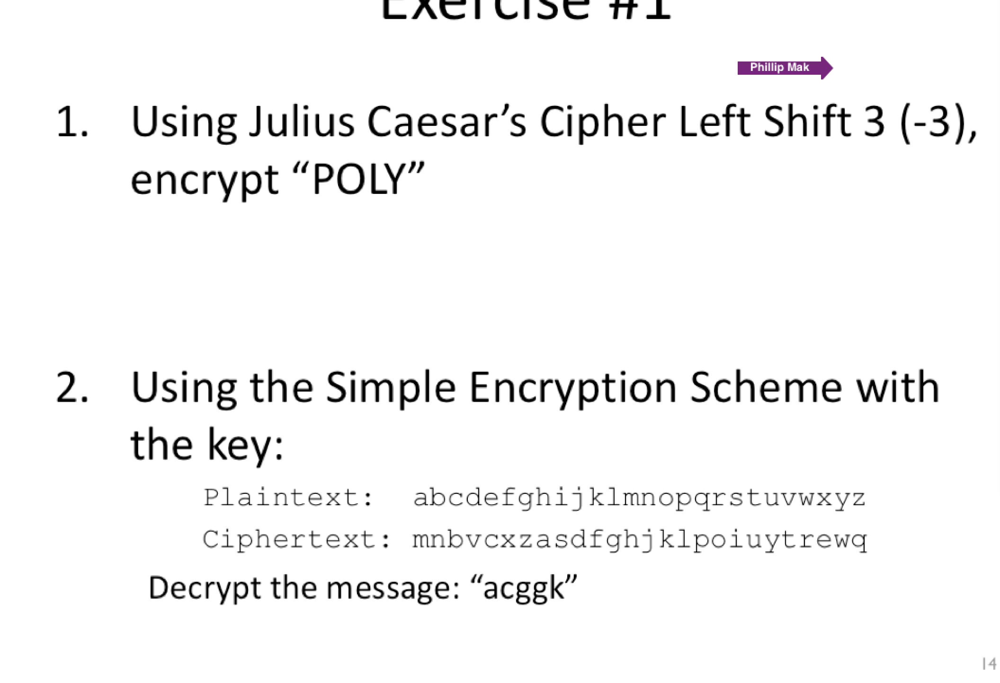 Exercise #1
Phillip Mak
1. Using Julius Caesar’s Cipher Left Shift 3 (-3),
encrypt “POLY”
2. Using the Simple Encryption Scheme with
the key:
Plaintext: abcdefghijklmnopqrstuvwxyz
Ciphertext: mnbvcxzasdfghjklpoiuytrewq
Decrypt the message: “acggk”
14